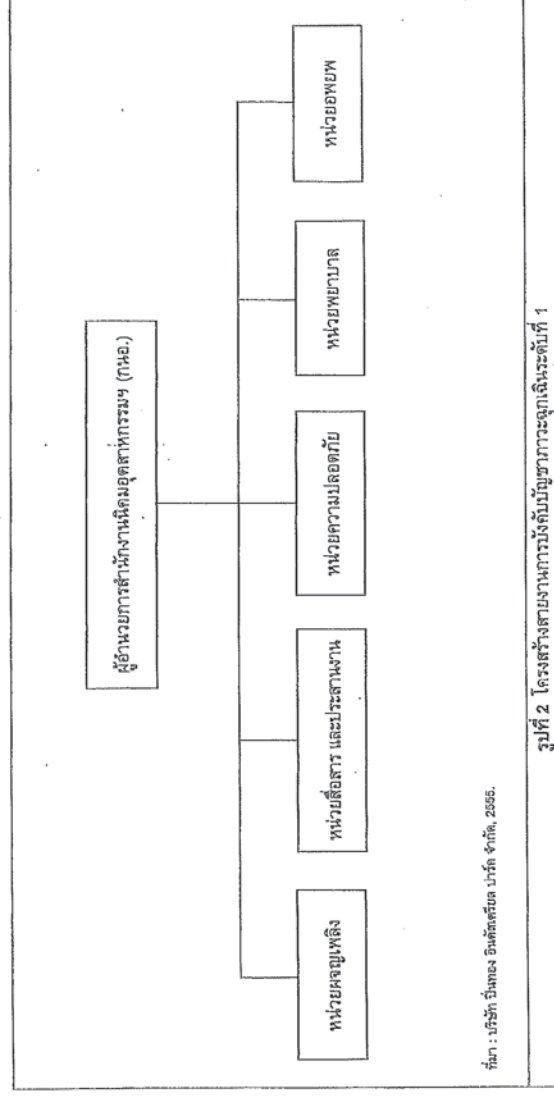 ผู้อำนวยการสำนักงานนิคมอุตสาหกรรมฯ (กนอ.)
หน่วยผจญเพลิง
หน่วยสื่อสาร และประสานงาน
หน่วยความปลอดภัย
หน่วยพยาบาล
หน่วยอพยพ
ที่มา : บริษัท ปิ่นทอง อินดัสเตรียล ปาร์ค จำกัด, 2555.
รูปที่ 2 โครงสร้างสายงานการบังคับบัญชาภาวะฉุกเฉินระดับที่ 1